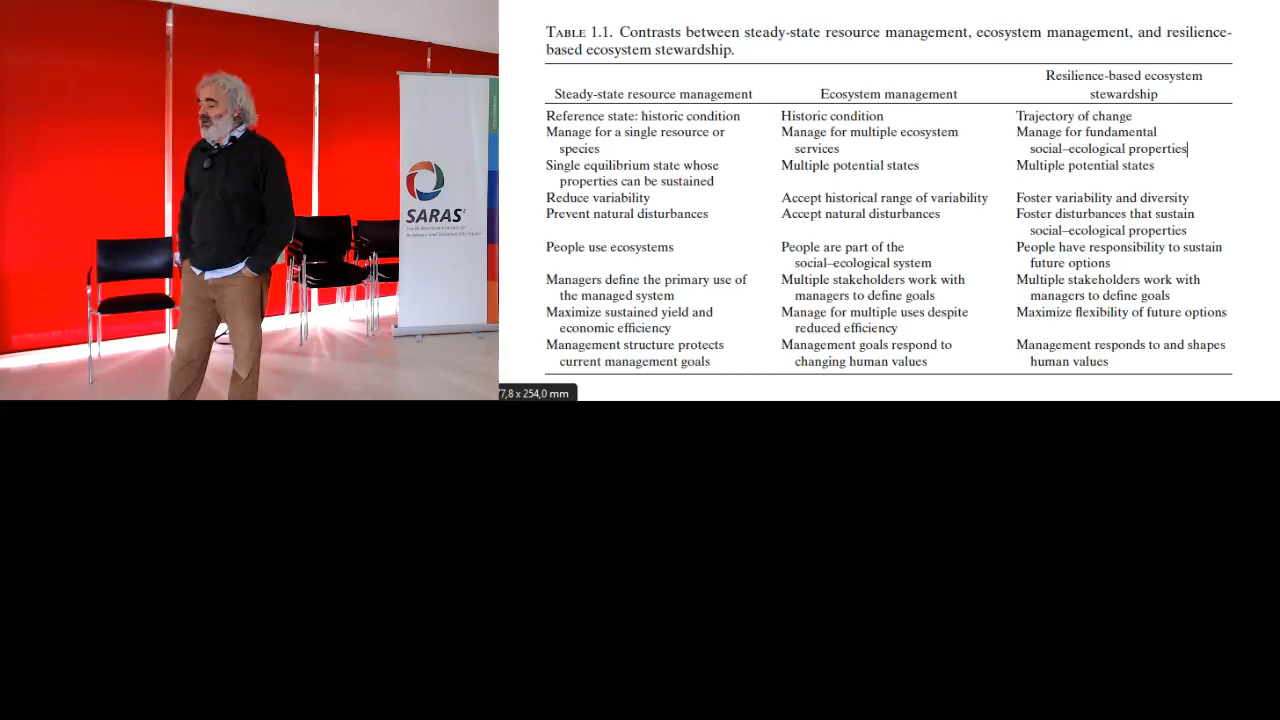 SARAS²
South American Institute for
Resilience and Sustainability Studies
TABLE 1.1. Contrasts between steady-state resource management, ecosystem management, and resilience-
based ecosystem stewardship.
Resilience-based ecosystem
Steady-state resource management Ecosystem management stewardship
Reference state: historic condition Historic condition Trajectory of change
Manage for a single resource or Manage for multiple ecosystem Manage for fundamental
species services social–ecological properties
Single equilibrium state whose Multiple potential states Multiple potential states
properties can be sustained
Reduce variability Accept historical range of variability Foster variability and diversity
Prevent natural disturbances Accept natural disturbances Foster disturbances that sustain
social–ecological properties
People use ecosystems People are part of the People have responsibility to sustain
social–ecological system future options
Managers define the primary use of Multiple stakeholders work with Multiple stakeholders work with
the managed system managers to define goals managers to define goals
Maximize sustained yield and Manage for multiple uses despite Maximize flexibility of future options
economic efficiency reduced efficiency
Management structure protects Management goals respond to Management responds to and shapes
current management goals changing human values human values
7,8 x 254,0 mm